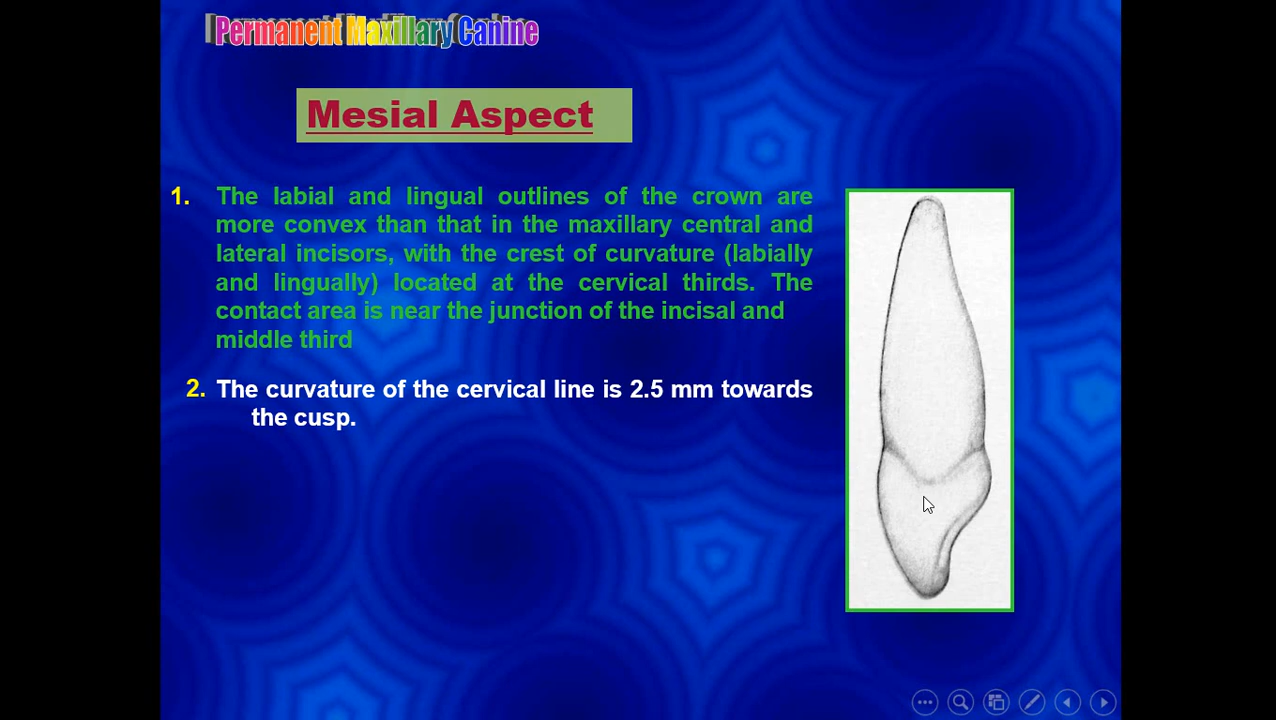 Permanent Maxillary Canine
Mesial Aspect
1. The labial and lingual outlines of the crown are
more convex than that in the maxillary central and
lateral incisors, with the crest of curvature (labially
and lingually) located at the cervical thirds. The
contact area is near the junction of the incisal and
middle third
2. The curvature of the cervical line is 2.5 mm towards
the cusp.